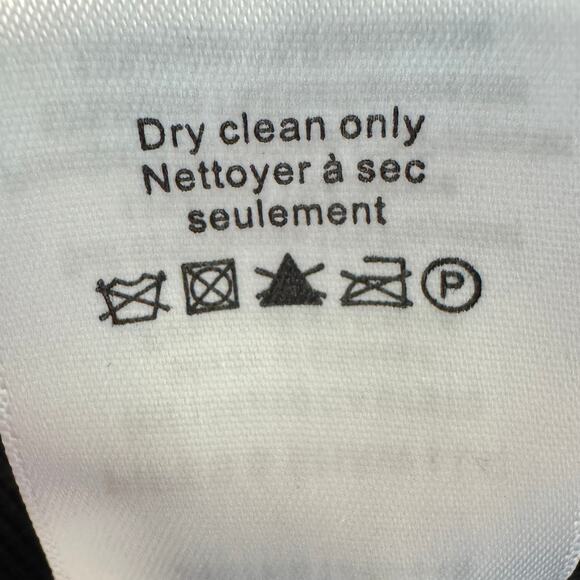 Dry clean only
Nettoyer à sec
seulement
P